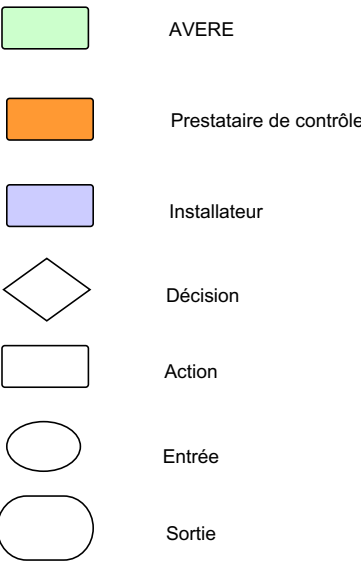 AVERE
Prestataire de contrôle
Installateur
Décision
Action
Entrée
Sortie